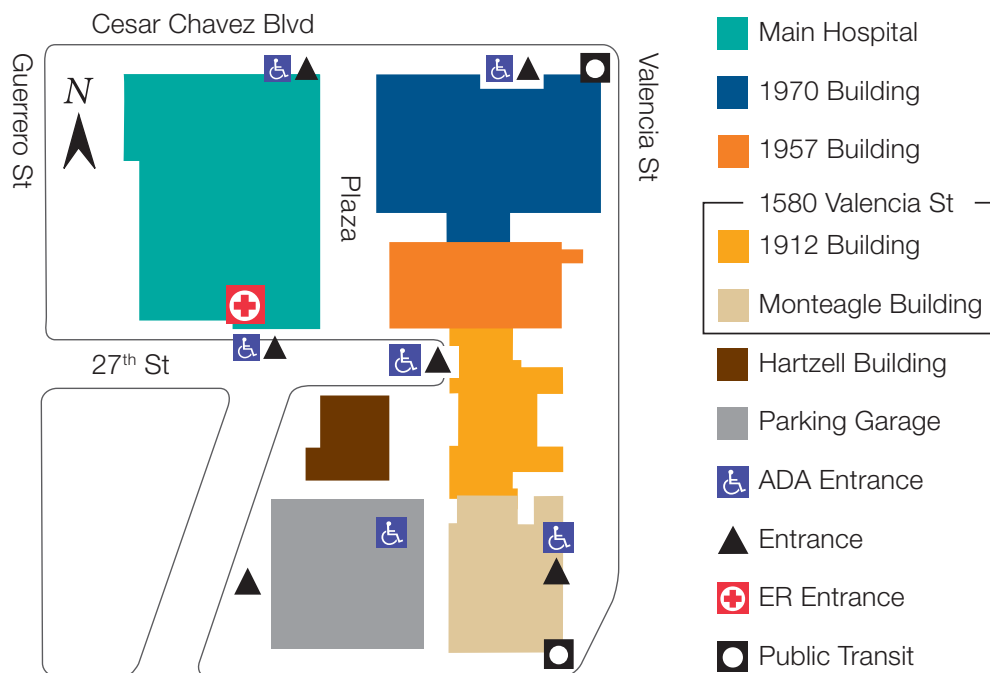 Cesar Chavez Blvd
Guerrero St
N
Valencia St
Plaza
27th St
Main Hospital
1970 Building
1957 Building
1580 Valencia St
1912 Building
Monteagle Building
Hartzell Building
Parking Garage
ADA Entrance
Entrance
ER Entrance
Public Transit